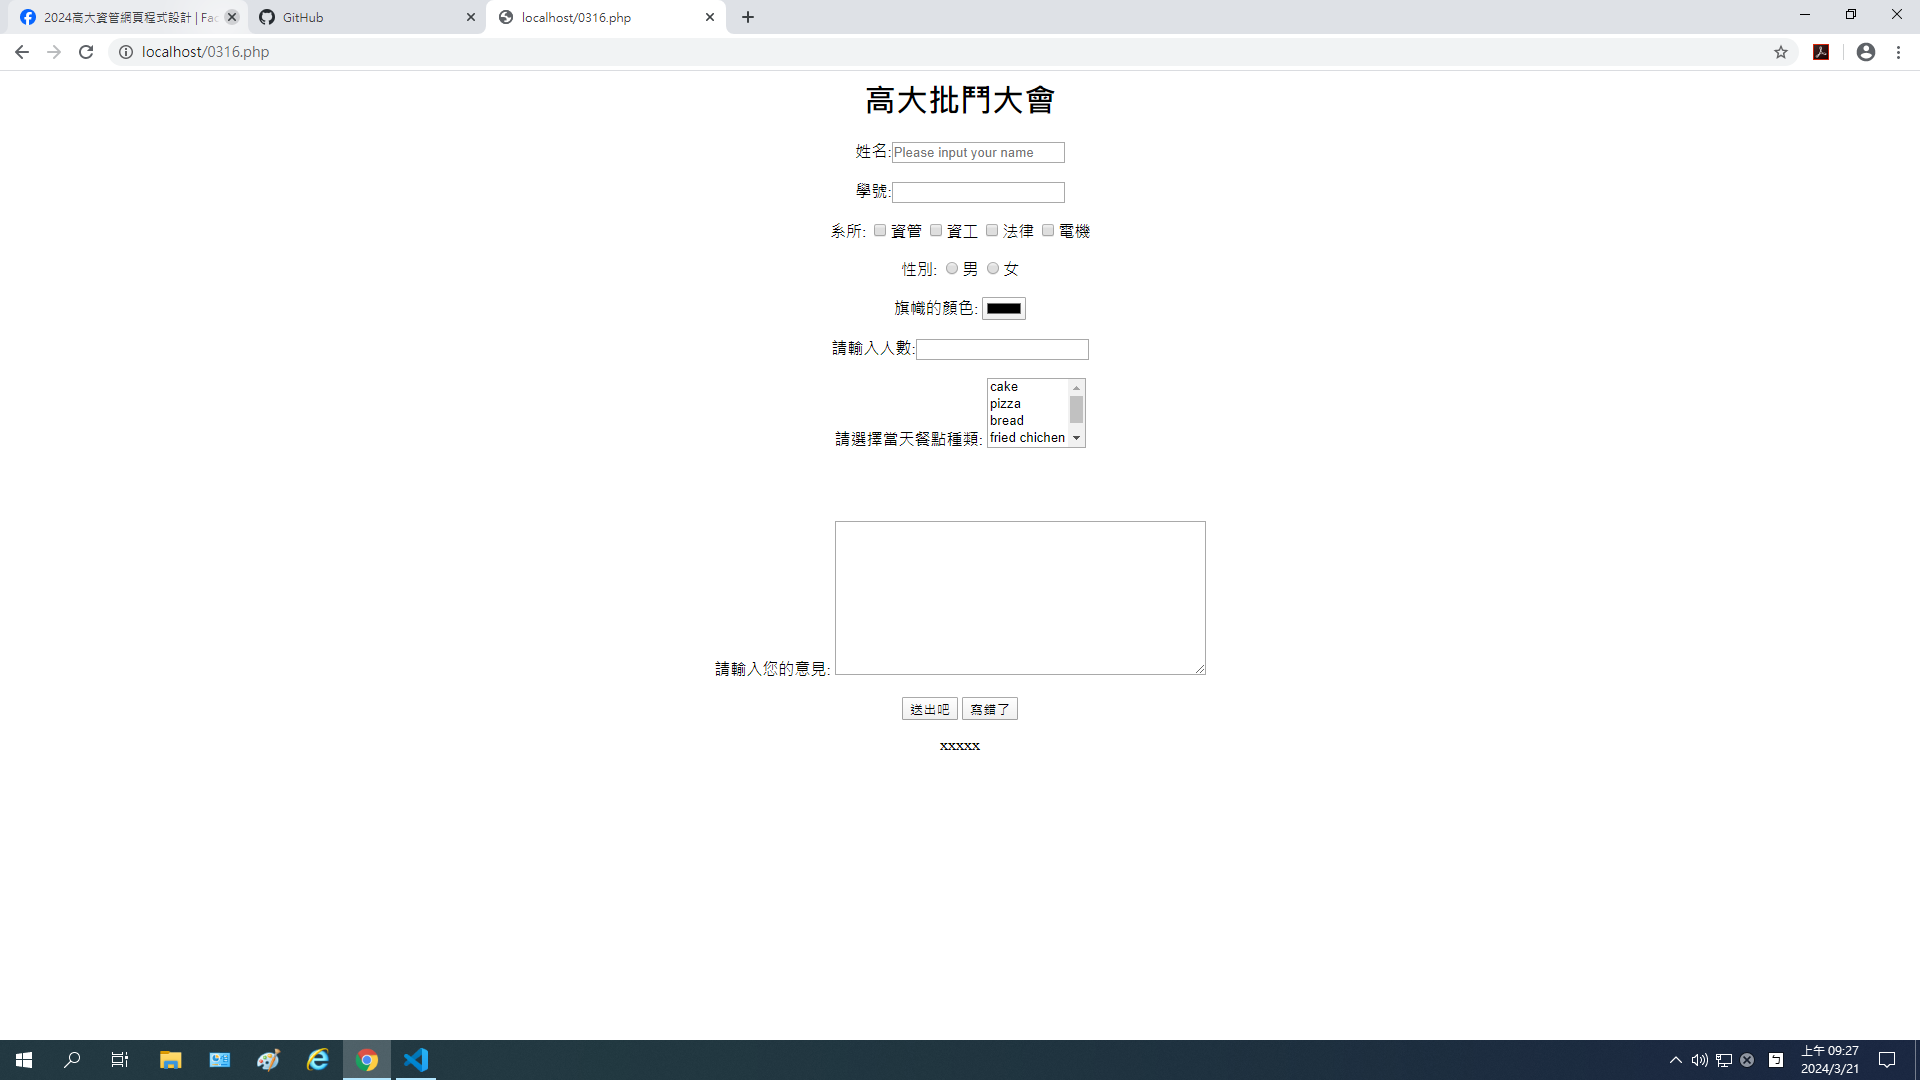 2024高大資管網頁程式設計 | Fac
GitHub
localhost/0316.php
localhost/0316.php
高大批鬥大會
姓名:Please input your name
學號:
系所: 資管 資工 法律 電機
性別: 男 女
旗幟的顏色:
請輸入人數:
cake
pizza
bread
fried chichen
請選擇當天餐點種類:
請輸入您的意見:
送出吧 寫錯了
xxxxx
上午 09:27
2024/3/21